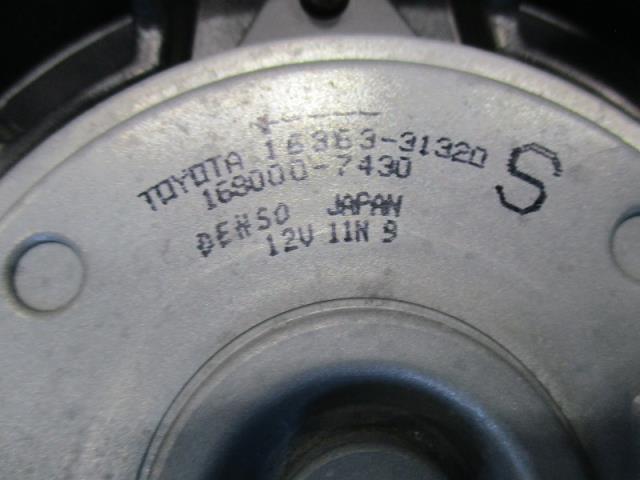 TOYOTA 16363-31320
168000-7430
DENSO JAPAN
12V 11N 9
S